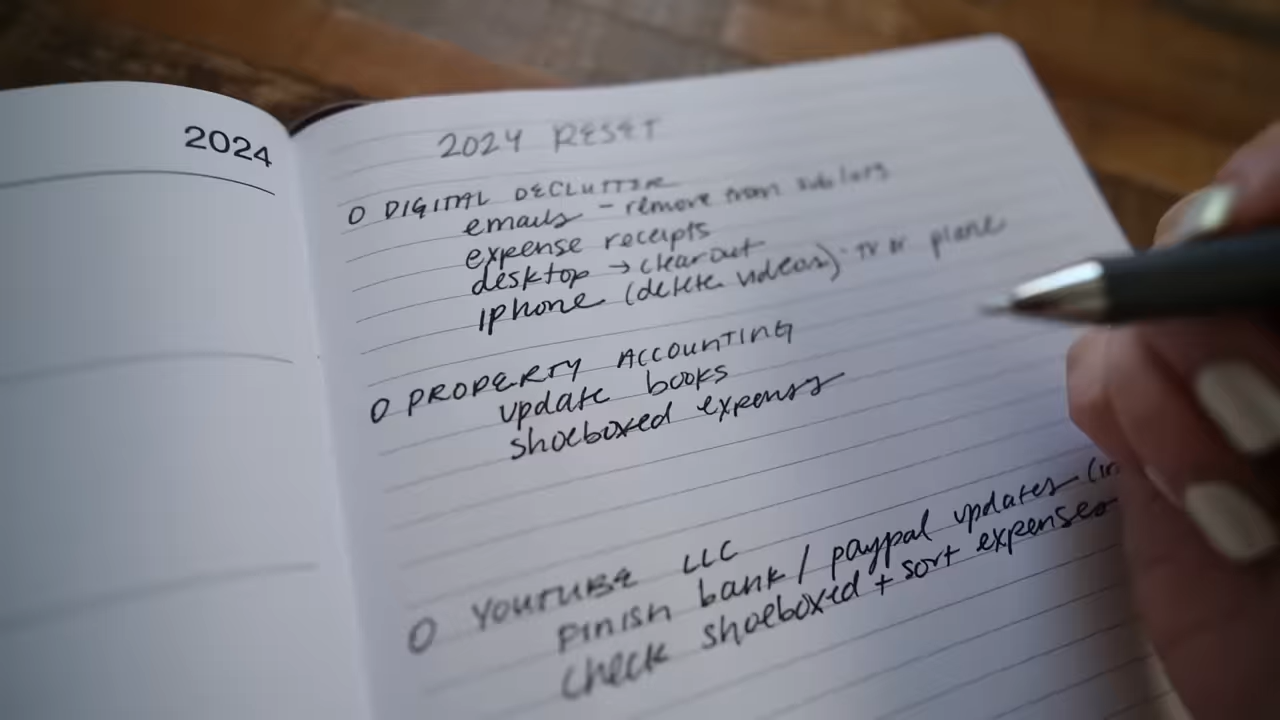 2024
2024 RESET
O DIGITAL DECLUTTER
emails - remove from
expense receipts
desktop → clear out
iphone (delete videos) - TV or plane
O PROPERTY ACCOUNTING
update books
shoeboxed expenses
O YOUTUBE LLC
finish bank / paypal updates
check shoeboxed + sort expenses